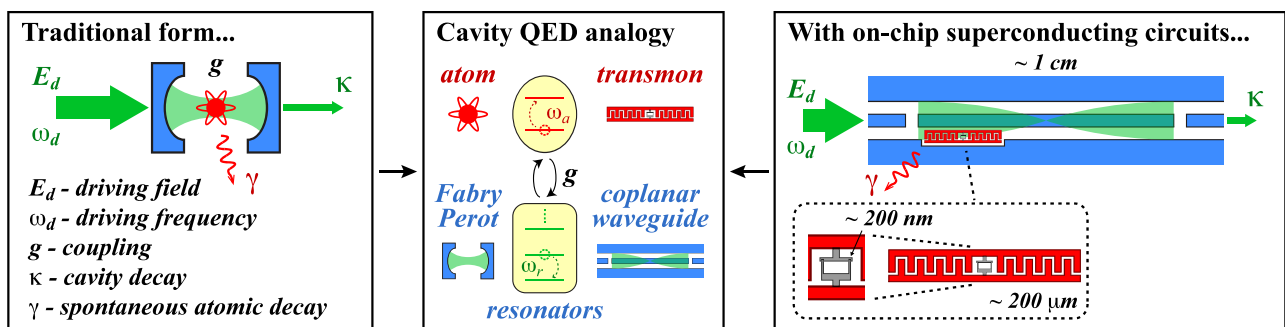 Traditional form...
g
E_d
κ
ω_d
γ
E_d - driving field
ω_d - driving frequency
g - coupling
κ - cavity decay
γ - spontaneous atomic decay
Cavity QED analogy
atom
transmon
ω_a
g
Fabry
Perot
coplanar
waveguide
ω_r
resonators
With on-chip superconducting circuits...
~ 1 cm
E_d
κ
ω_d
γ
~ 200 nm
~ 200 μm